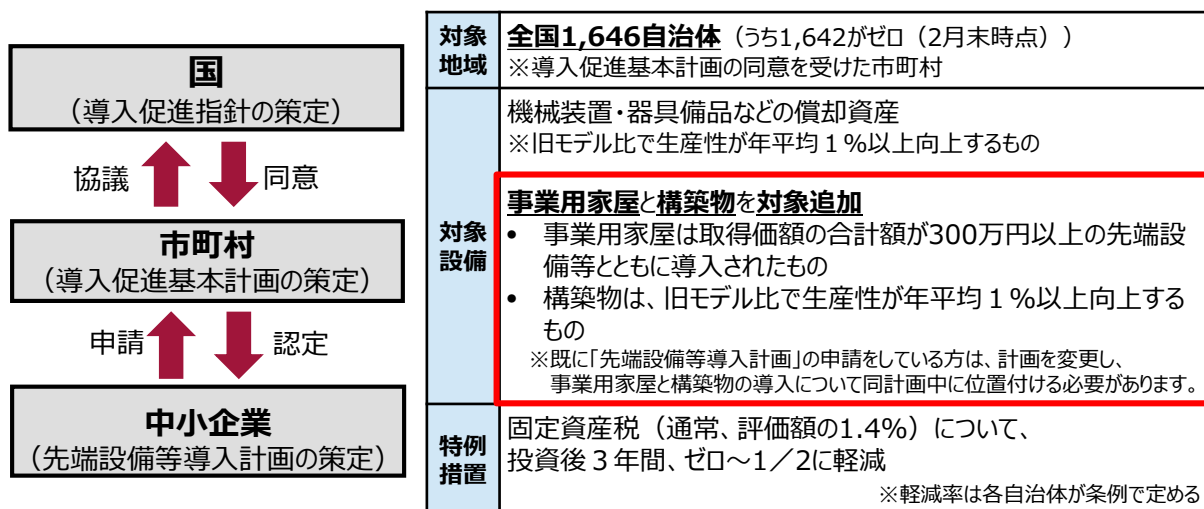 国
（導入促進指針の策定）
協議
同意
市町村
（導入促進基本計画の策定）
申請
認定
中小企業
（先端設備等導入計画の策定）
対象
地域
全国1,646自治体（うち1,642がゼロ（2月末時点））
※導入促進基本計画の同意を受けた市町村
対象
設備
機械装置・器具備品などの償却資産
※旧モデル比で生産性が年平均１%以上向上するもの
事業用家屋と構築物を対象追加
• 事業用家屋は取得価額の合計額が300万円以上の先端設
備等とともに導入されたもの
• 構築物は、旧モデル比で生産性が年平均１%以上向上する
もの
※既に「先端設備等導入計画」の申請をしている方は、計画を変更し、
事業用家屋と構築物の導入について同計画中に位置付ける必要があります。
特例
措置
固定資産税（通常、評価額の1.4%）について、
投資後３年間、ゼロ～1／2に軽減
※軽減率は各自治体が条例で定める